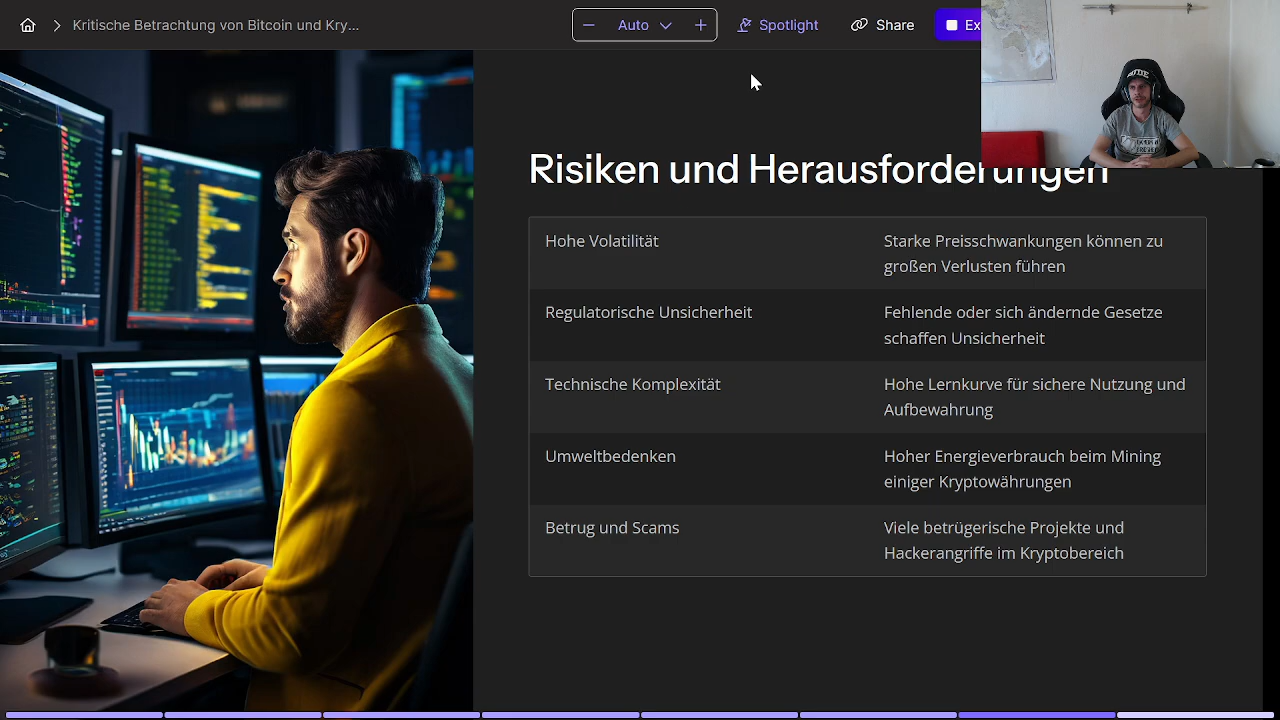 Kritische Betrachtung von Bitcoin und Kry...
Auto
Spotlight
Share
Ex
Risiken und Herausforderungen
Hohe Volatilität
Starke Preisschwankungen können zu
großen Verlusten führen
Regulatorische Unsicherheit
Fehlende oder sich ändernde Gesetze
schaffen Unsicherheit
Technische Komplexität
Hohe Lernkurve für sichere Nutzung und
Aufbewahrung
Umweltbedenken
Hoher Energieverbrauch beim Mining
einiger Kryptowährungen
Betrug und Scams
Viele betrügerische Projekte und
Hackerangriffe im Kryptobereich